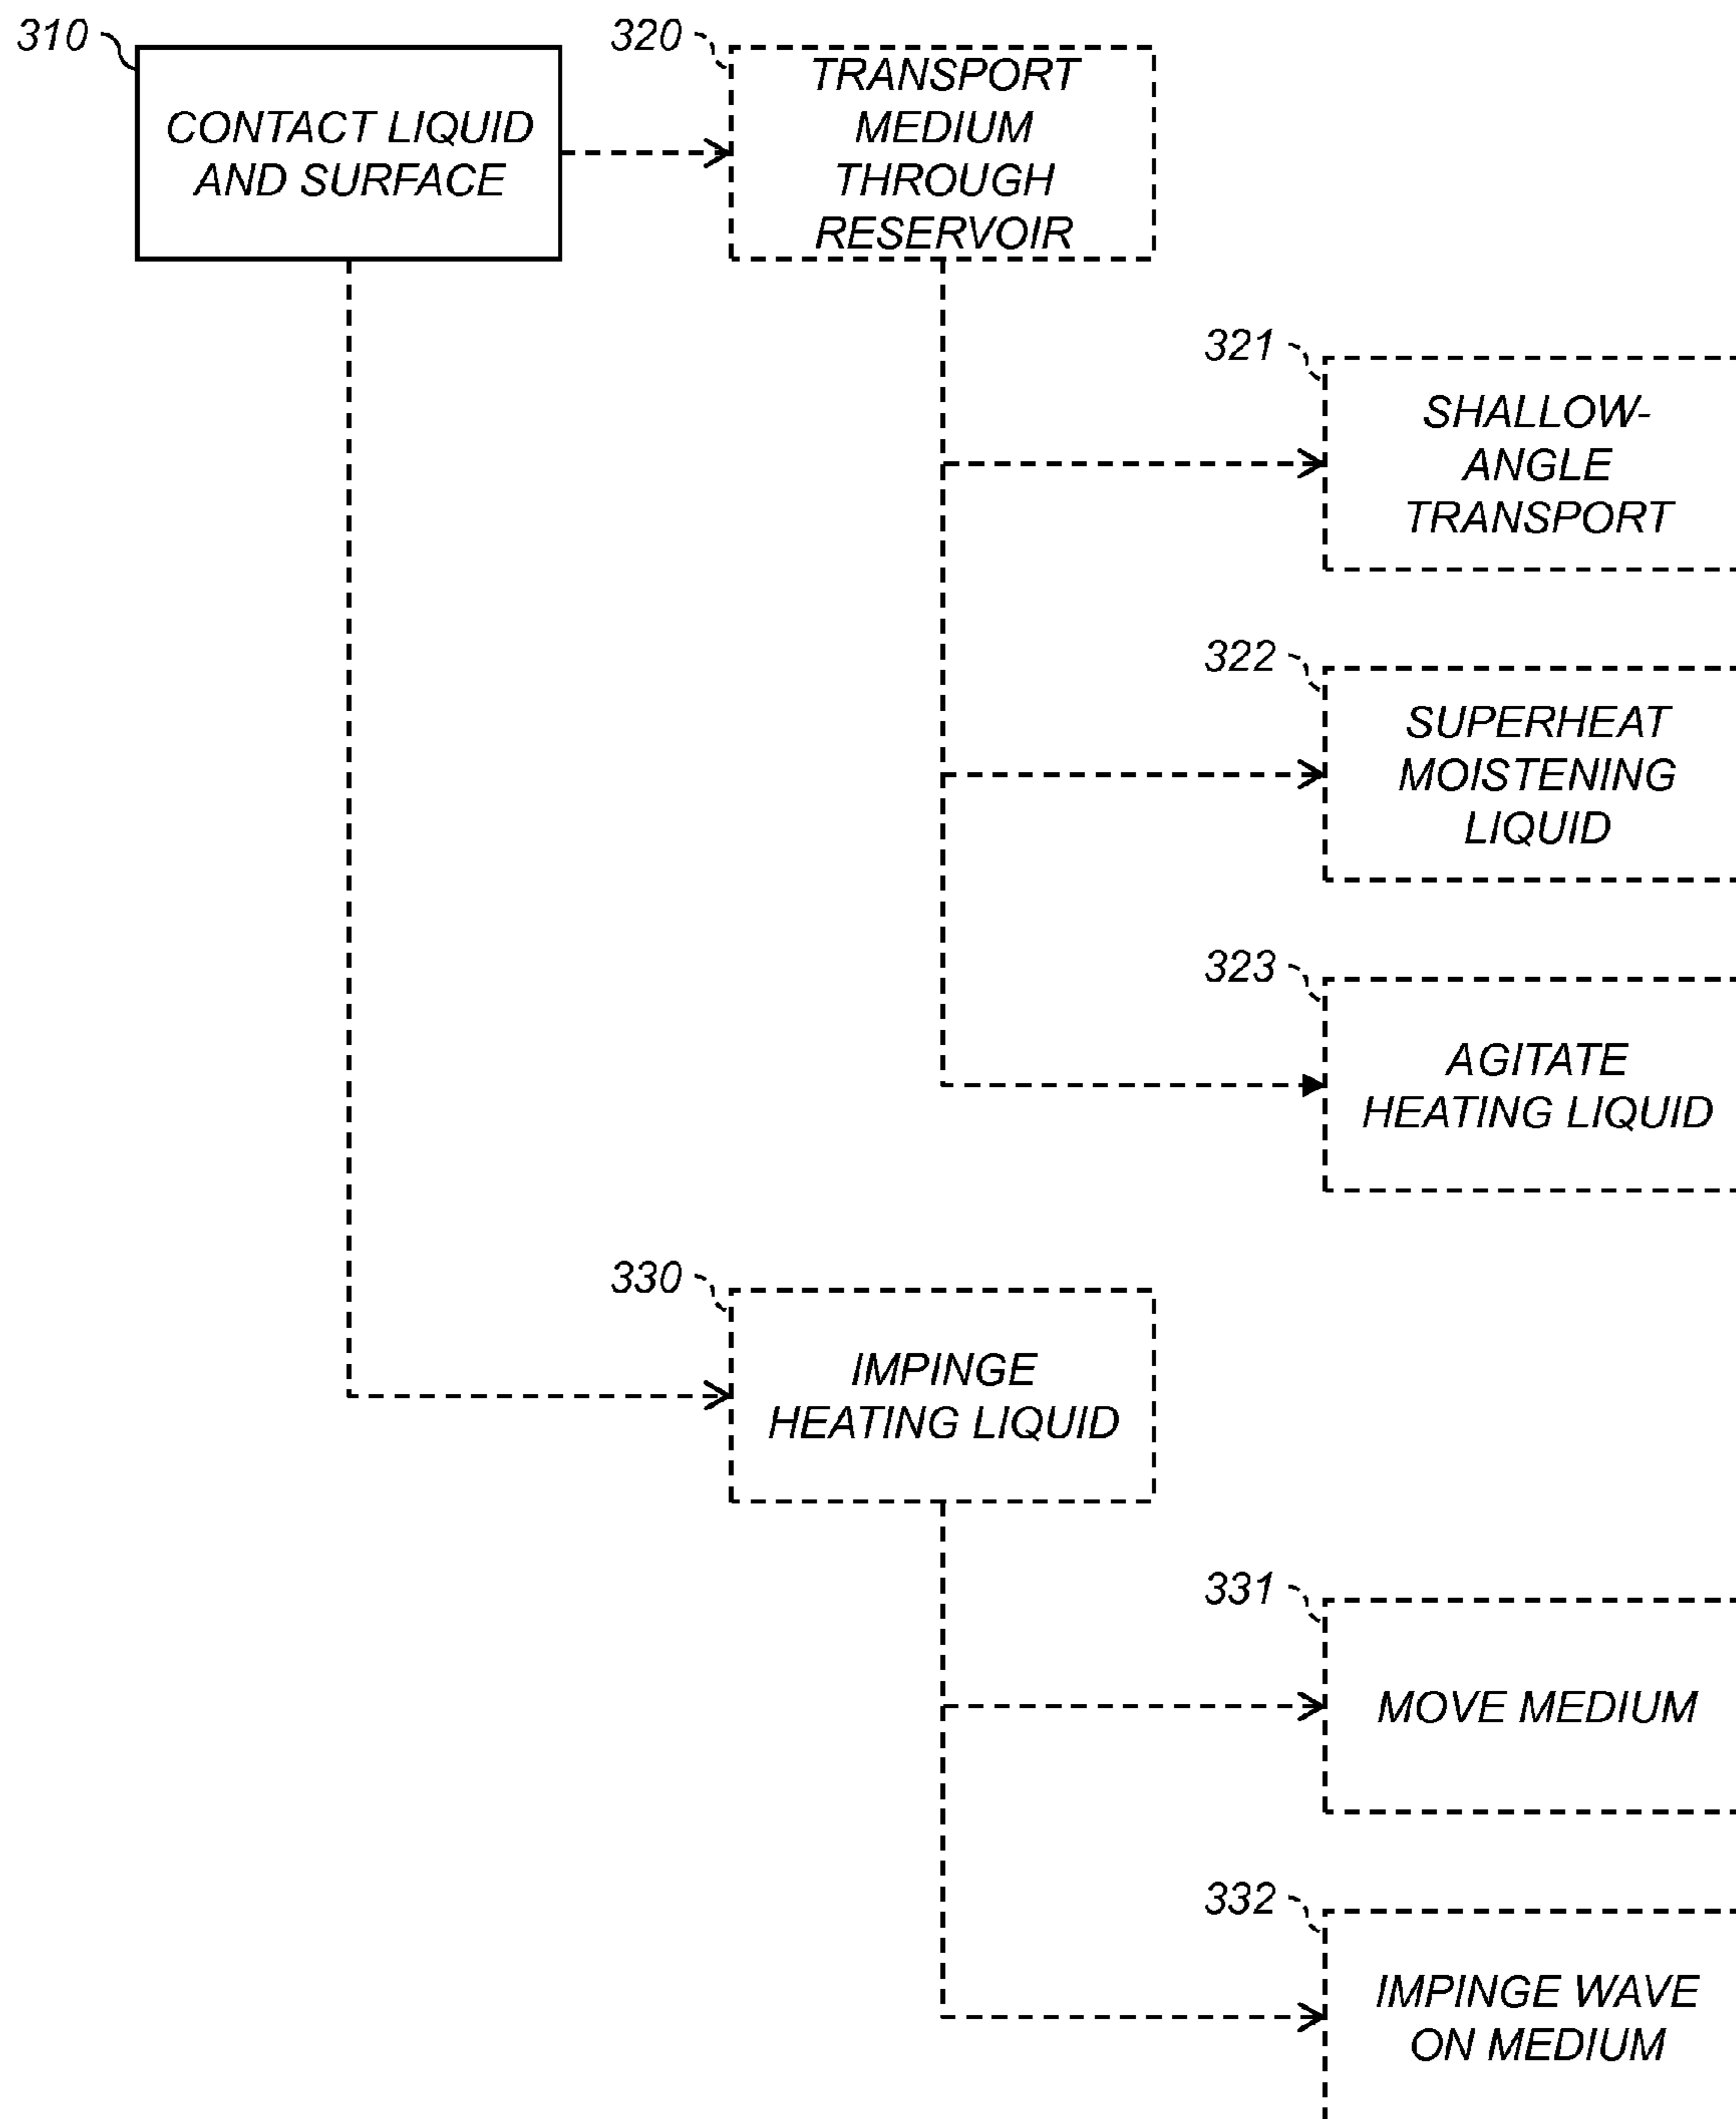 310
CONTACT LIQUID
AND SURFACE
320
TRANSPORT
MEDIUM
THROUGH
RESERVOIR
321
SHALLOW-
ANGLE
TRANSPORT
322
SUPERHEAT
MOISTENING
LIQUID
323
AGITATE
HEATING LIQUID
330
IMPINGE
HEATING LIQUID
331
MOVE MEDIUM
332
IMPINGE WAVE
ON MEDIUM